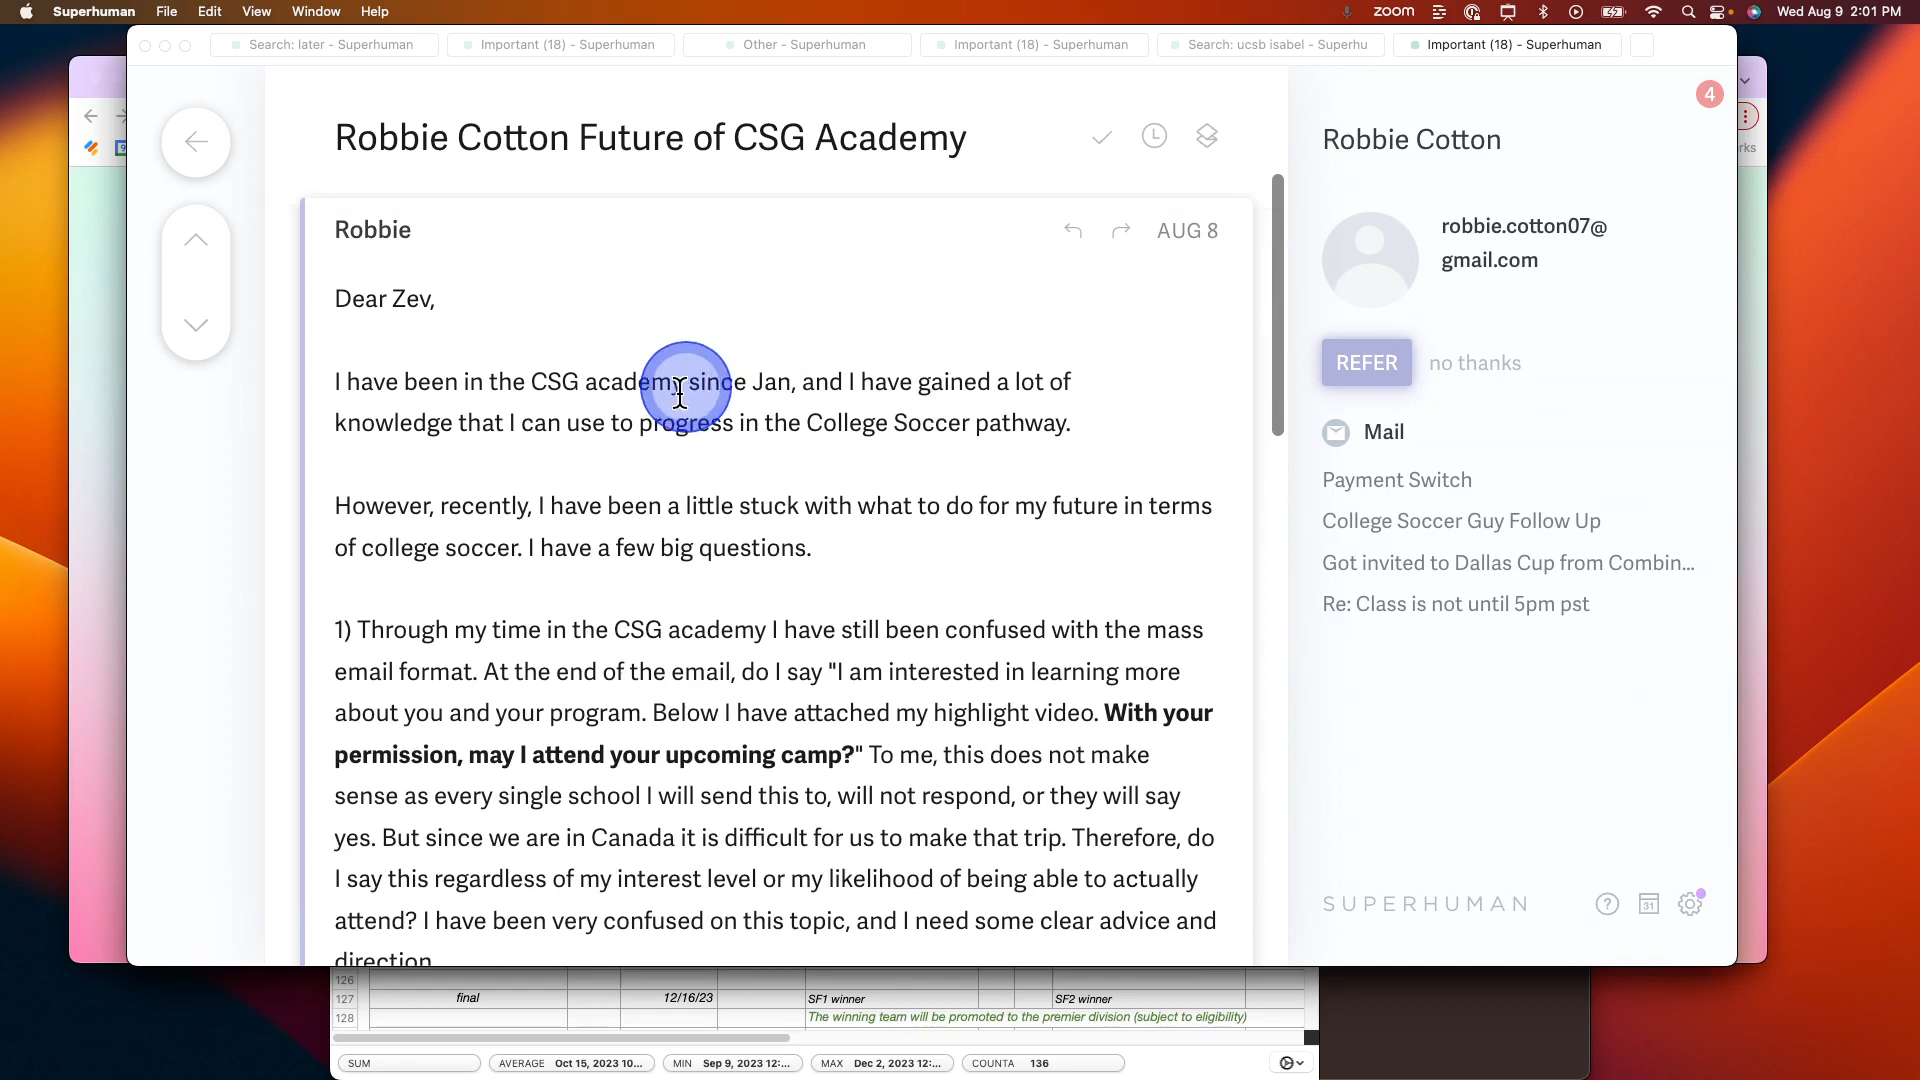 Superhuman File Edit View Window Help
zoom Wed Aug 9 2:01 PM
Search: later - Superhuman
Important (18) - Superhuman
Other - Superhuman
Important (18) - Superhuman
Search: ucsb isabel - Superhu
Important (18) - Superhuman
Robbie Cotton Future of CSG Academy
Robbie
AUG 8
Dear Zev,
I have been in the CSG academy since Jan, and I have gained a lot of
knowledge that I can use to progress in the College Soccer pathway.
However, recently, I have been a little stuck with what to do for my future in terms
of college soccer. I have a few big questions.
1) Through my time in the CSG academy I have still been confused with the mass
email format. At the end of the email, do I say "I am interested in learning more
about you and your program. Below I have attached my highlight video. With your
permission, may I attend your upcoming camp?" To me, this does not make
sense as every single school I will send this to, will not respond, or they will say
yes. But since we are in Canada it is difficult for us to make that trip. Therefore, do
I say this regardless of my interest level or my likelihood of being able to actually
attend? I have been very confused on this topic, and I need some clear advice and
direction.
4
Robbie Cotton
robbie.cotton07@
gmail.com
REFER no thanks
Mail
Payment Switch
College Soccer Guy Follow Up
Got invited to Dallas Cup from Combin...
Re: Class is not until 5pm pst
SUPERHUMAN
31
rks
126
127 final 12/16/23 SF1 winner SF2 winner
128 The winning team will be promoted to the premier division (subject to eligibility)
SUM
AVERAGE Oct 15, 2023 10...
MIN Sep 9, 2023 12:...
MAX Dec 2, 2023 12:...
COUNTA 136